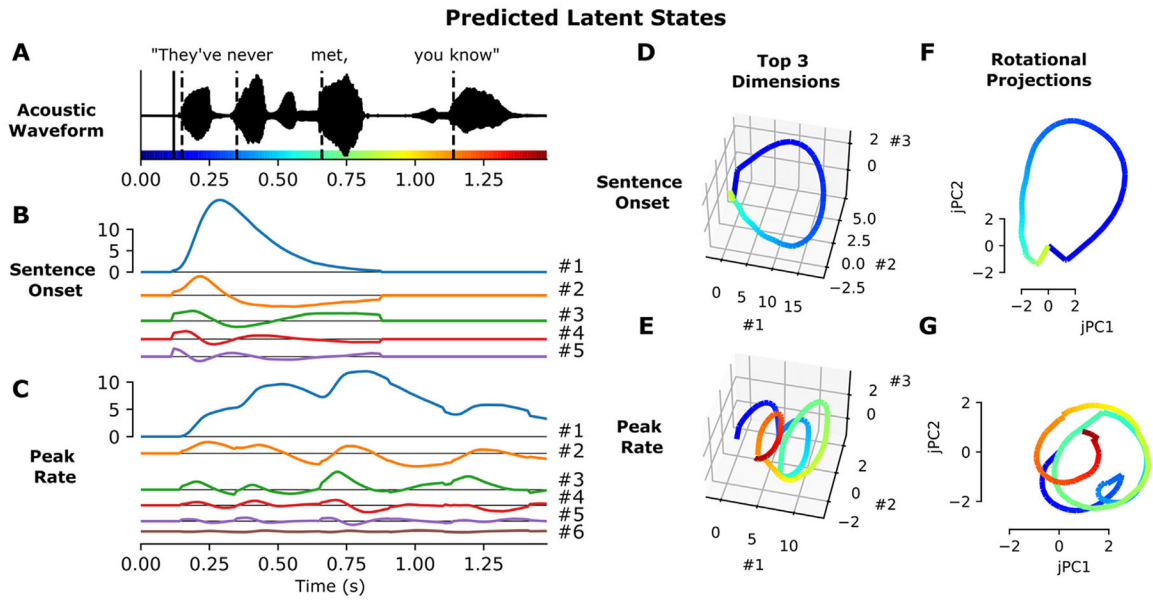 Predicted Latent States
A
"They've never met, you know"
Acoustic
Waveform
0.00 0.25 0.50 0.75 1.00 1.25
B
10
5
0
Sentence
Onset
#1
#2
#3
#4
#5
C
10
5
0
Peak
Rate
#1
#2
#3
#4
#5
#6
0.00 0.25 0.50 0.75 1.00 1.25
Time (s)
D
Top 3
Dimensions
Sentence
Onset
2 #3
0
5.0
2.5
0.0 #2
−2.5
0 5 10 15
#1
E
Peak
Rate
#3
2
0
2
0 #2
−2
0 5 10
#1
F
Rotational
Projections
jPC2
2
0
−2
−2 0 2
jPC1
G
jPC2
2
0
−2
−2 0 2
jPC1